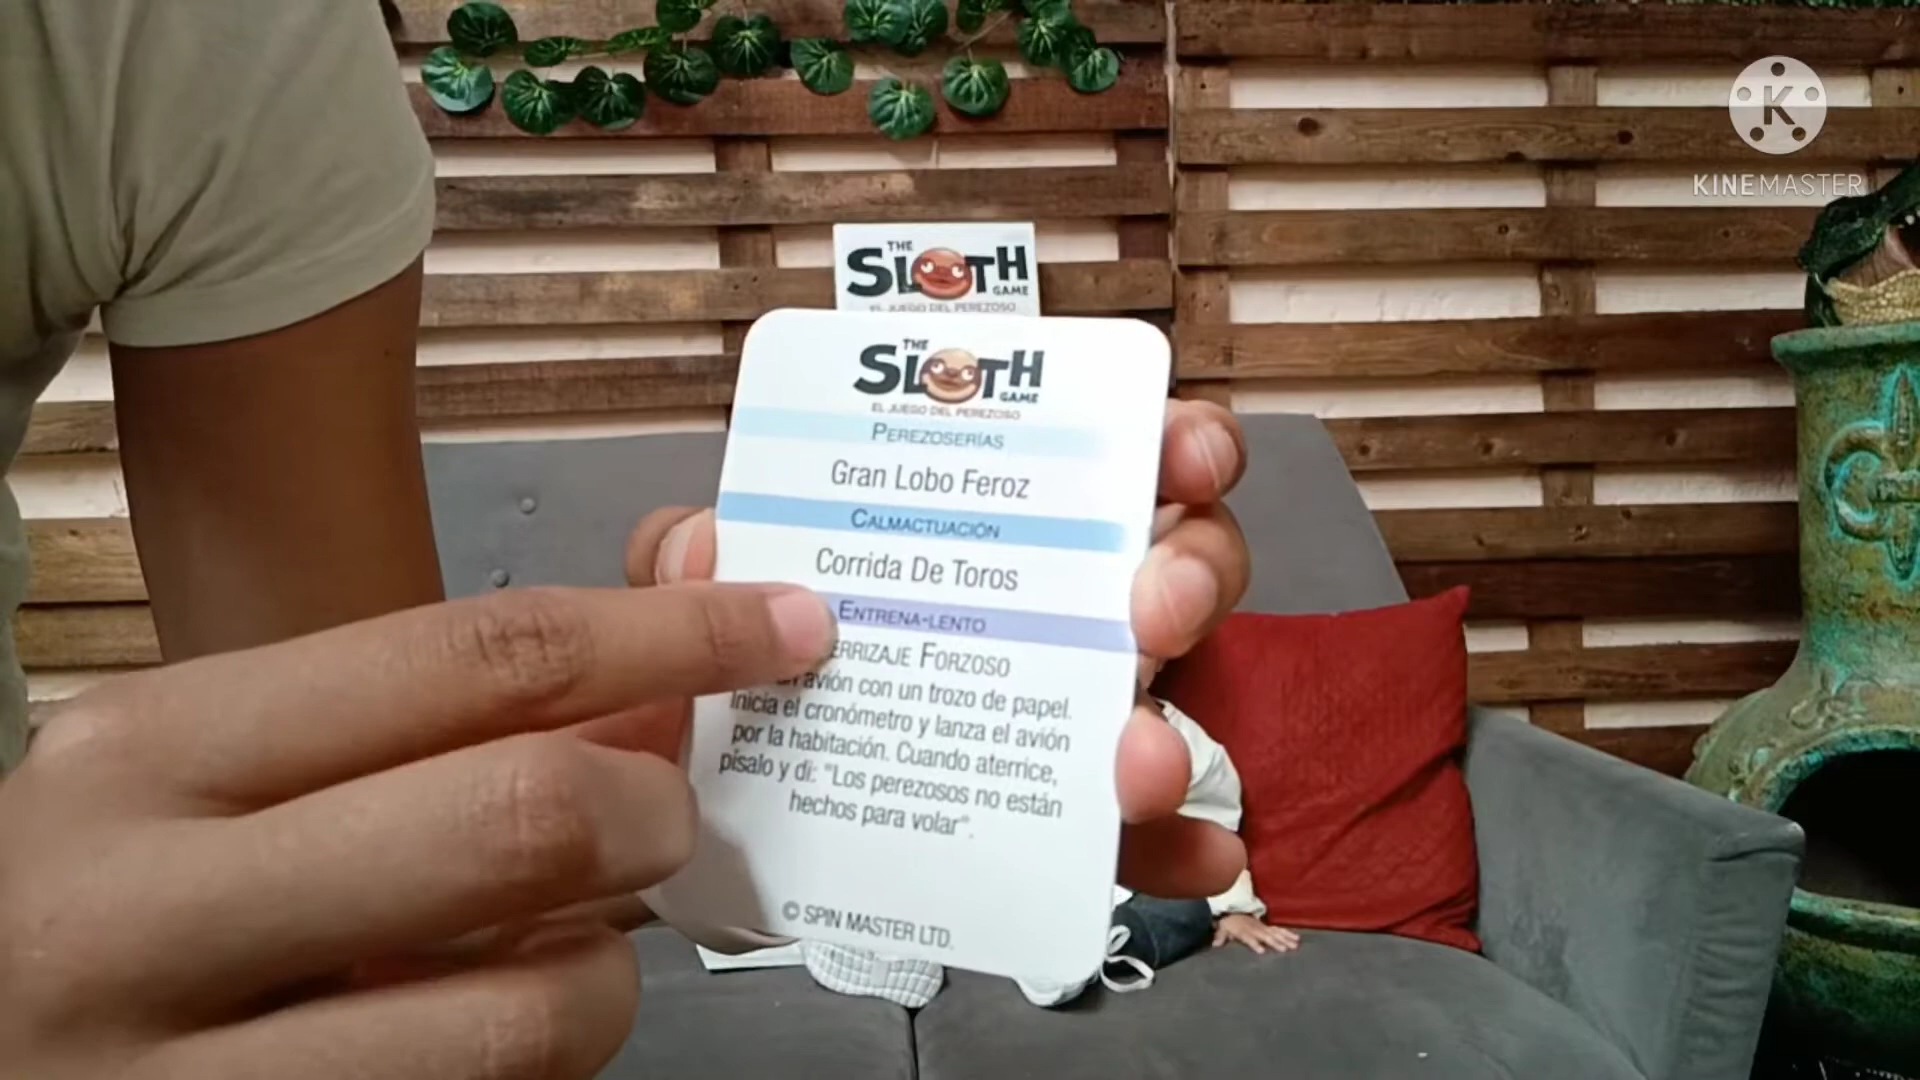 KINEMASTER
THE
SLOTH
GAME
EL JUEGO DEL PEREZOSO
THE
SLOTH
GAME
EL JUEGO DEL PEREZOSO
PEREZOSERÍAS
Gran Lobo Feroz
CALMACTUACIÓN
Corrida De Toros
ENTRENA-LENTO
FORZOSO
avión con un trozo de papel.
Inicia el cronómetro y lanza el avión
por la habitación. Cuando aterrice,
písalo y di: "Los perezosos no están
hechos para volar".
© SPIN MASTER LTD.